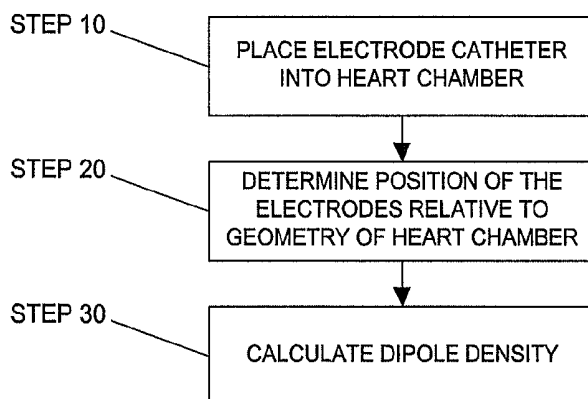 STEP 10
PLACE ELECTRODE CATHETER
INTO HEART CHAMBER
STEP 20
DETERMINE POSITION OF THE
ELECTRODES RELATIVE TO
GEOMETRY OF HEART CHAMBER
STEP 30
CALCULATE DIPOLE DENSITY